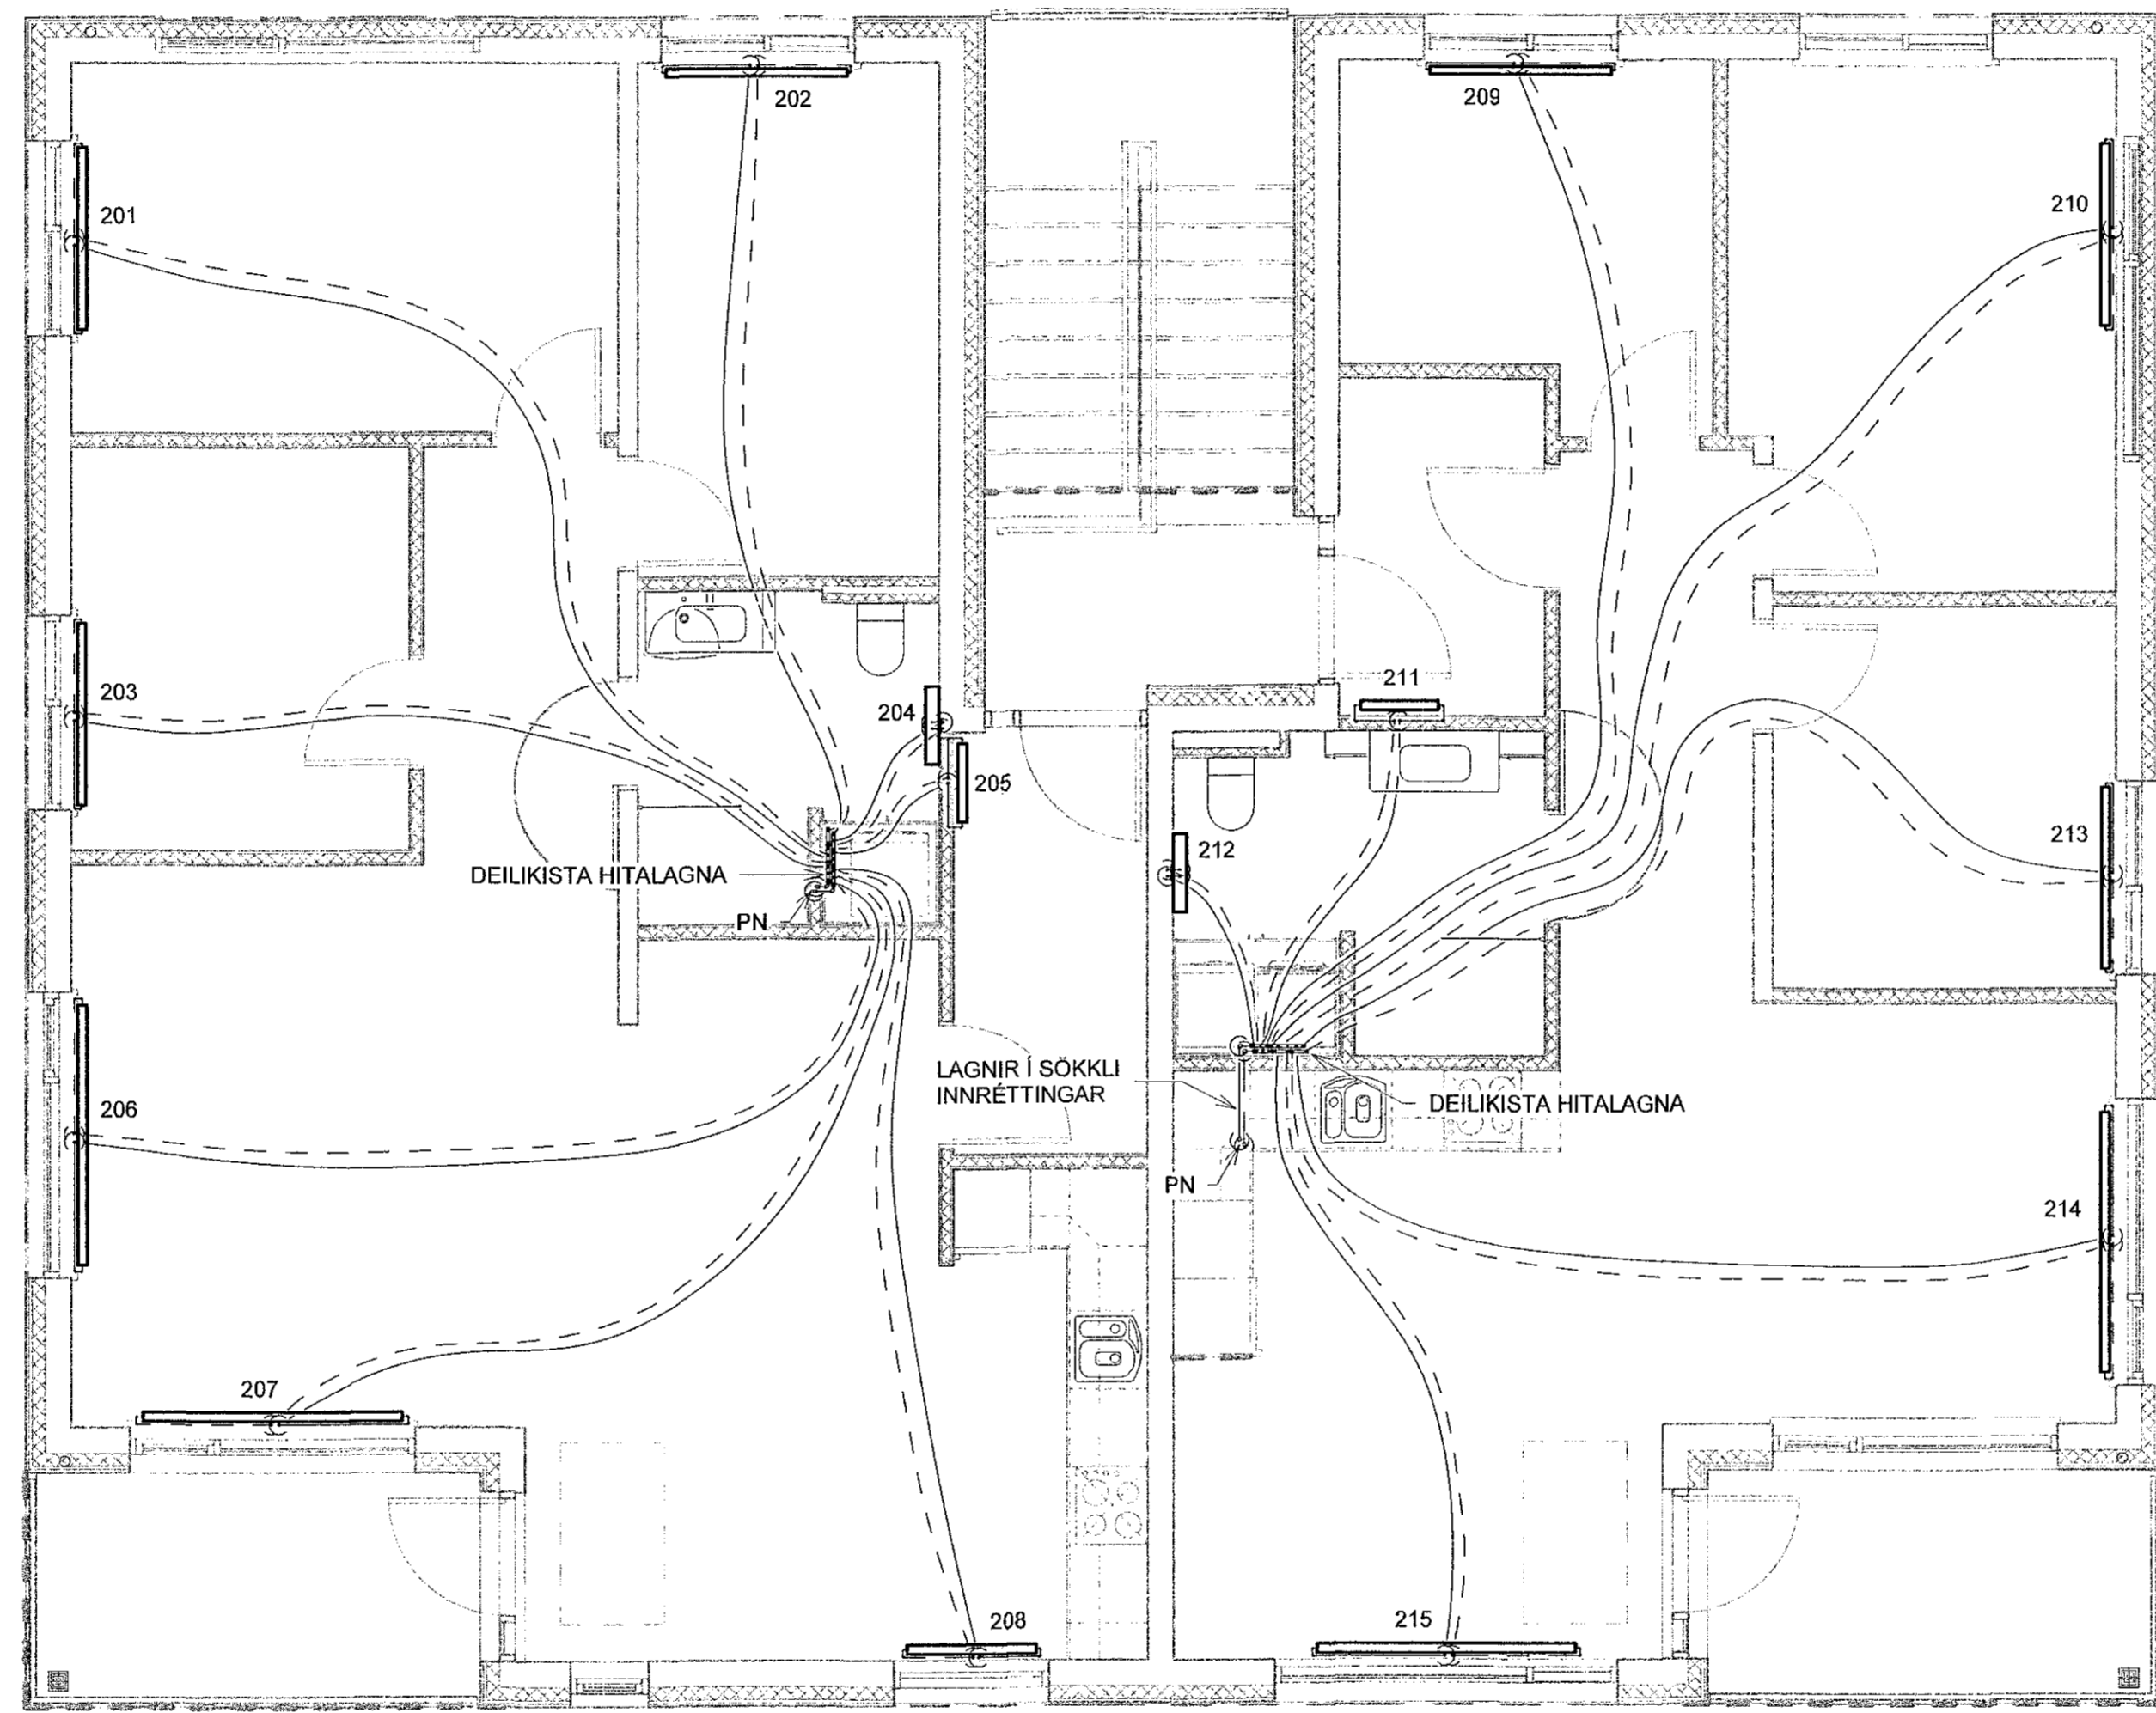 202
209
201
210
203
204
211
205
212
213
DEILIKISTA HITALAGNA
PN
LAGNIR Í SÖKKLI
INNRÉTTINGAR
DEILIKISTA HITALAGNA
206
PN
214
207
208
215